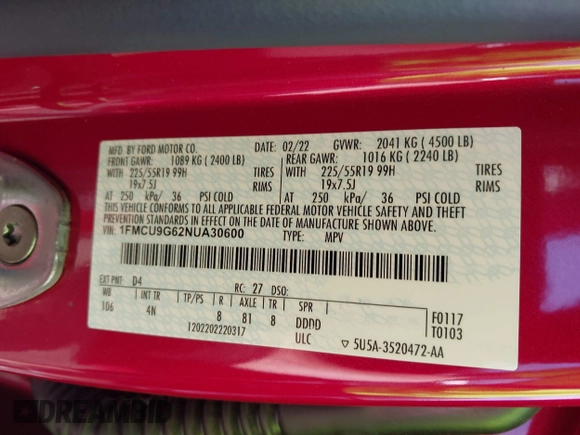 MFD. BY FORD MOTOR CO.
DATE: 02/22 GVWR: 2041 KG ( 4500 LB)
FRONT GAWR: 1089 KG ( 2400 LB) REAR GAWR: 1016 KG ( 2240 LB)
WITH 225/55R19 99H TIRES WITH 225/55R19 99H TIRES
19x7.5J RIMS 19x7.5J RIMS
AT 250 kPa/ 36 PSI COLD AT 250 kPa/ 36 PSI COLD
THIS VEHICLE CONFORMS TO ALL APPLICABLE FEDERAL MOTOR VEHICLE SAFETY AND THEFT
PREVENTION STANDARDS IN EFFECT ON THE DATE OF MANUFACTURE SHOWN ABOVE.
VIN: 1FMCU9G62NUA30600 TYPE: MPV
EXT PNT: D4 RC: 27 DSO:
WB INT TR TP/PS R AXLE TR SPR F0117
106 4N 8 81 8 DDDD T0103
1202202220317 ULC 5U5A-3520472-AA
DREAMBID